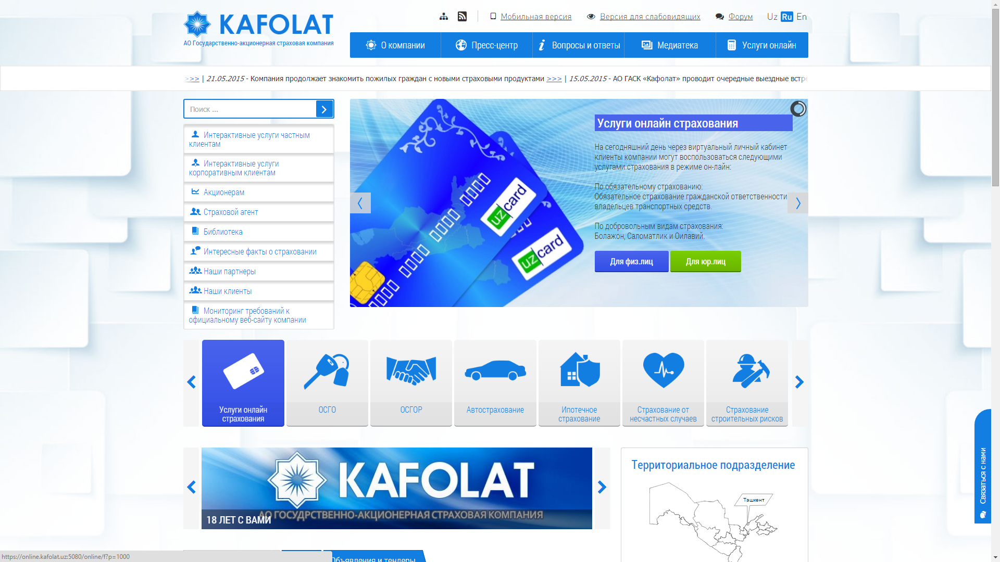 KAFOLAT
АО Государственно-акционерная страховая компания
Мобильная версия
Версия для слабовидящих
Форум
Uz Ru En
О компании
Пресс-центр
Вопросы и ответы
Медиатека
Услуги онлайн
>>> | 21.05.2015 - Компания продолжает знакомить пожилых граждан с новыми страховыми продуктами >>> | 15.05.2015 - АО ГАСК «Кафолат» проводит очередные выездные встре
Поиск ...
Интерактивные услуги частным
клиентам
Интерактивные услуги
корпоративным клиентам
Акционерам
Страховой агент
Библиотека
Интересные факты о страховании
Наши партнеры
Наши клиенты
Мониторинг требований к
официальному веб-сайту компании
uzcard
uzcard
Услуги онлайн страхования
На сегодняшний день через виртуальный личный кабинет
клиенты компании могут воспользоваться следующими
услугами страхования в режиме он-лайн:
По обязательному страхованию:
Обязательное страхование гражданской ответственности
владельцев транспортных средств.
По добровольным видам страхования:
Болажон, Саломатлик и Оилавий.
Для физ.лиц
Для юр.лиц
Услуги онлайн
страхования
ОСГО
ОСГОР
Автострахование
Ипотечное
страхование
Страхование от
несчастных случаев
Страхование
строительных рисков
KAFOLAT
АО ГОСУДРСТВЕННО-АКЦИОНЕРНАЯ СТРАХОВАЯ КОМПАНИЯ
18 ЛЕТ С ВАМИ
Территориальное подразделение
Ташкент
Связаться с нами
Объявления и тендеры
https://online.kafolat.uz:5080/online/f?p=1000